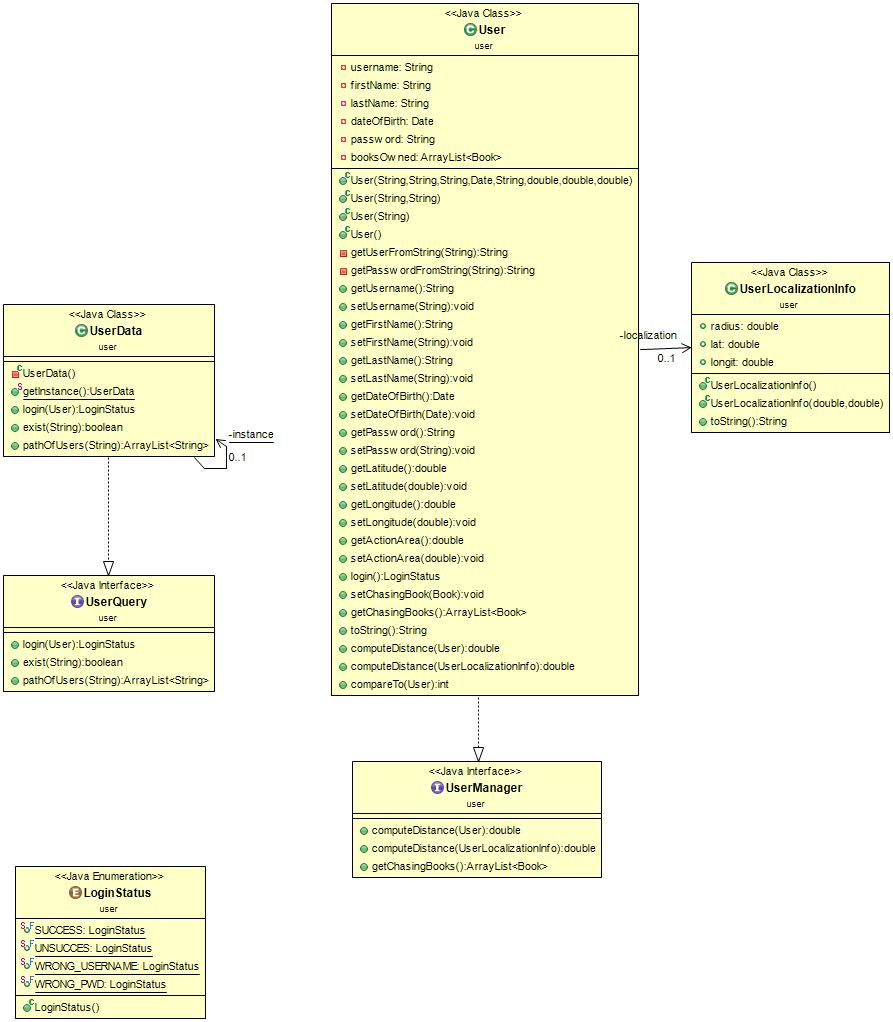 <<Java Class>>
User
user
username: String
firstName: String
lastName: String
dateOfBirth: Date
password: String
booksOwned: ArrayList<Book>
User(String,String,String,Date,String,double,double,double)
User(String,String)
User(String)
User()
getUserFromString(String):String
getPasswordFromString(String):String
getUsername():String
setUsername(String):void
getFirstName():String
setFirstName(String):void
getLastName():String
setLastName(String):void
getDateOfBirth():Date
setDateOfBirth(Date):void
getPassword():String
setPassword(String):void
getLatitude():double
setLatitude(double):void
getLongitude():double
setLongitude(double):void
getActionArea():double
setActionArea(double):void
login():LoginStatus
setChasingBook(Book):void
getChasingBooks():ArrayList<Book>
toString():String
computeDistance(User):double
computeDistance(UserLocalizationInfo):double
compareTo(User):int
-localization
0..1
<<Java Class>>
UserLocalizationInfo
user
radius: double
lat: double
longit: double
UserLocalizationInfo()
UserLocalizationInfo(double,double)
toString():String
<<Java Class>>
UserData
user
UserData()
getInstance():UserData
login(User):LoginStatus
exist(String):boolean
pathOfUsers(String):ArrayList<String>
-instance
0..1
<<Java Interface>>
UserQuery
user
login(User):LoginStatus
exist(String):boolean
pathOfUsers(String):ArrayList<String>
<<Java Interface>>
UserManager
user
computeDistance(User):double
computeDistance(UserLocalizationInfo):double
getChasingBooks():ArrayList<Book>
<<Java Enumeration>>
LoginStatus
user
SUCCESS: LoginStatus
UNSUCCES: LoginStatus
WRONG_USERNAME: LoginStatus
WRONG_PWD: LoginStatus
LoginStatus()